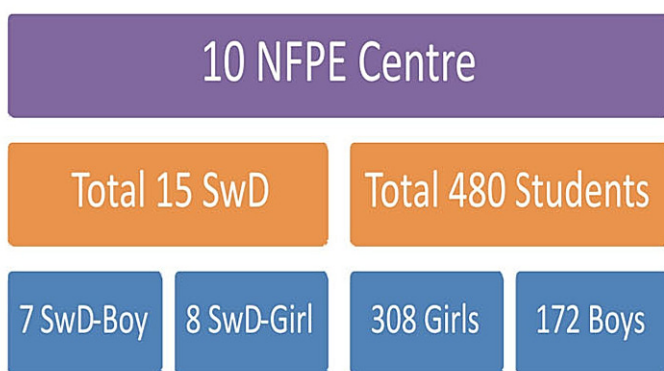 10 NFPE Centre
Total 15 SwD
Total 480 Students
7 SwD-Boy
8 SwD-Girl
308 Girls
172 Boys